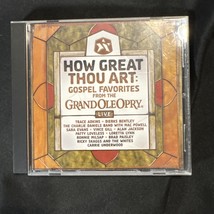 HOW GREAT
THOU ART:
GOSPEL FAVORITES
FROM THE
GRAND OLE OPRY
LIVE
TRACE ADKINS • DIERKS BENTLEY
THE CHARLIE DANIELS BAND WITH MAC POWELL
SARA EVANS • VINCE GILL • ALAN JACKSON
PATTY LOVELESS • LORETTA LYNN
RONNIE MILSAP • BRAD PAISLEY
RICKY SKAGGS AND THE WHITES
CARRIE UNDERWOOD